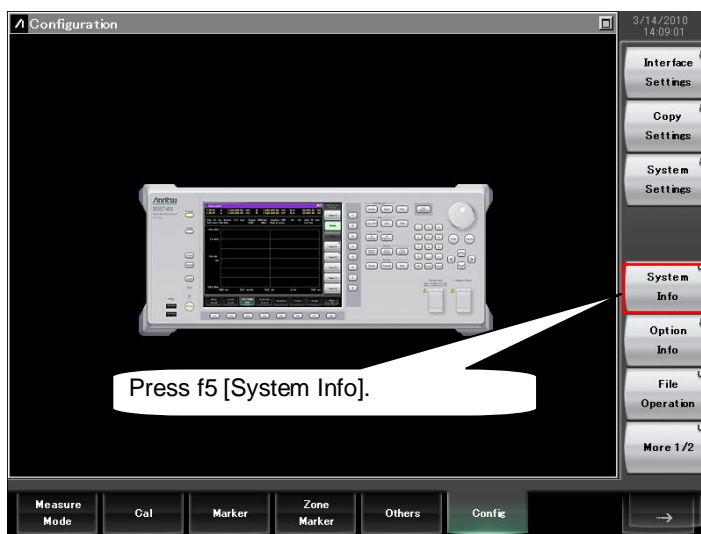 Configuration
3/14/2010
14:09:01
Interface
Settings
Copy
Settings
System
Settings
Anritsu
System
Info
Option
Info
File
Operation
More 1/2
Press f5 [System Info].
Measure
Mode
Cal
Marker
Zone
Marker
Others
Config
→